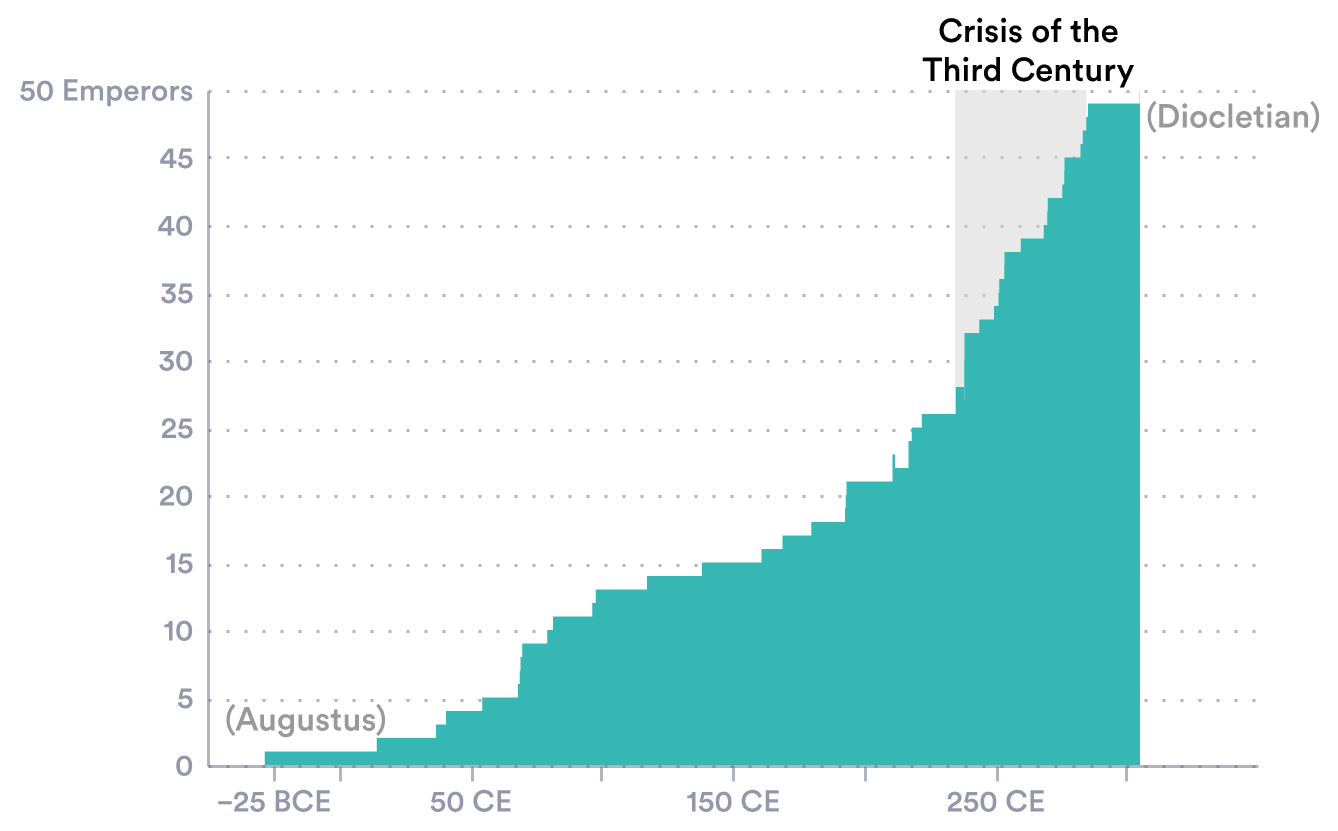 Crisis of the
Third Century
50 Emperors
(Diocletian)
45
40
35
30
25
20
15
10
5
(Augustus)
0
−25 BCE 50 CE 150 CE 250 CE